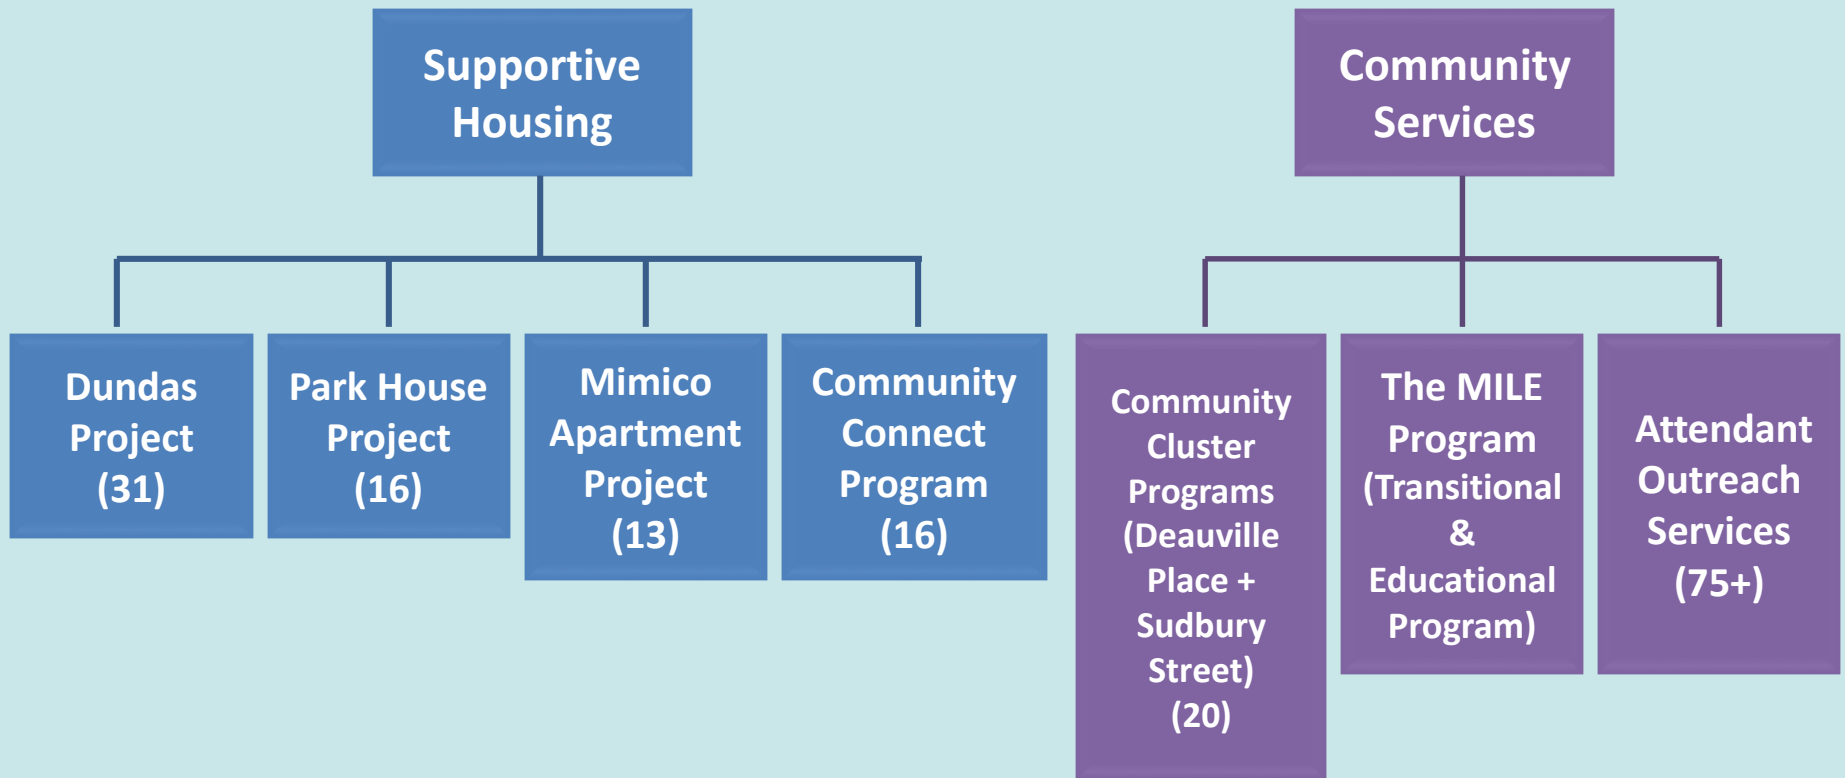 Supportive
Housing
Community
Services
Dundas
Project
(31)
Park House
Project
(16)
Mimico
Apartment
Project
(13)
Community
Connect
Program
(16)
Community
Cluster
Programs
(Deauville
Place +
Sudbury
Street)
(20)
The MILE
Program
(Transitional
&
Educational
Program)
Attendant
Outreach
Services
(75+)